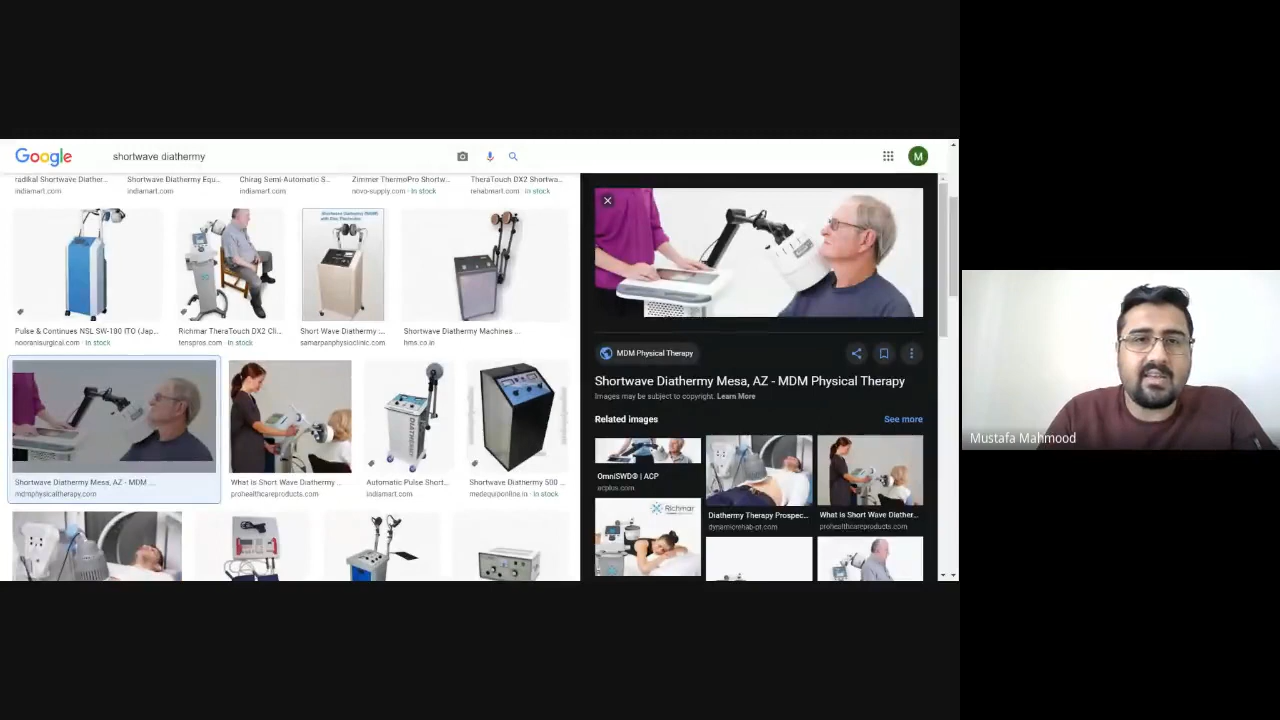 Google
shortwave diathermy
M
radikal Shortwave Diather...
indiamart.com
Shortwave Diathermy Equ...
indiamart.com
Chirag Semi-Automatic S...
indiamart.com
Zimmer ThermoPro Shortw...
novo-supply.com · In stock
TheraTouch DX2 Shortwa...
rehabmart.com · In stock
Pulse & Continues NSL SW-180 ITO (Jap...
nooranisurgical.com · In stock
Richmar TheraTouch DX2 Cli...
tenspros.com · In stock
Short Wave Diathermy :...
samarpanphysioclinic.com
Shortwave Diathermy Machines ...
hms.co.in
Shortwave Diathermy Mesa, AZ - MDM ...
mdmphysicaltherapy.com
What is Short Wave Diathermy ...
prohealthcareproducts.com
DIATHERMY
Automatic Pulse Short...
indiamart.com
Shortwave Diathermy 500 ...
medequiponline.in · In stock
MDM Physical Therapy
Shortwave Diathermy Mesa, AZ - MDM Physical Therapy
Images may be subject to copyright. Learn More
Related images
See more
OmniSWD® | ACP
acplus.com
Diathermy Therapy Prospec...
dynamicrehab-pt.com
What is Short Wave Diather...
prohealthcareproducts.com
Richmar
Mustafa Mahmood